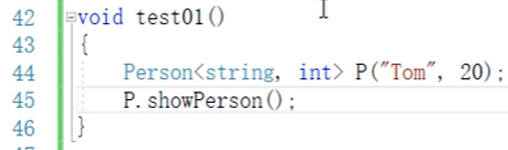 42 void test01()
43 {
44 Person<string, int> P("Tom", 20);
45 P.showPerson();
46 }